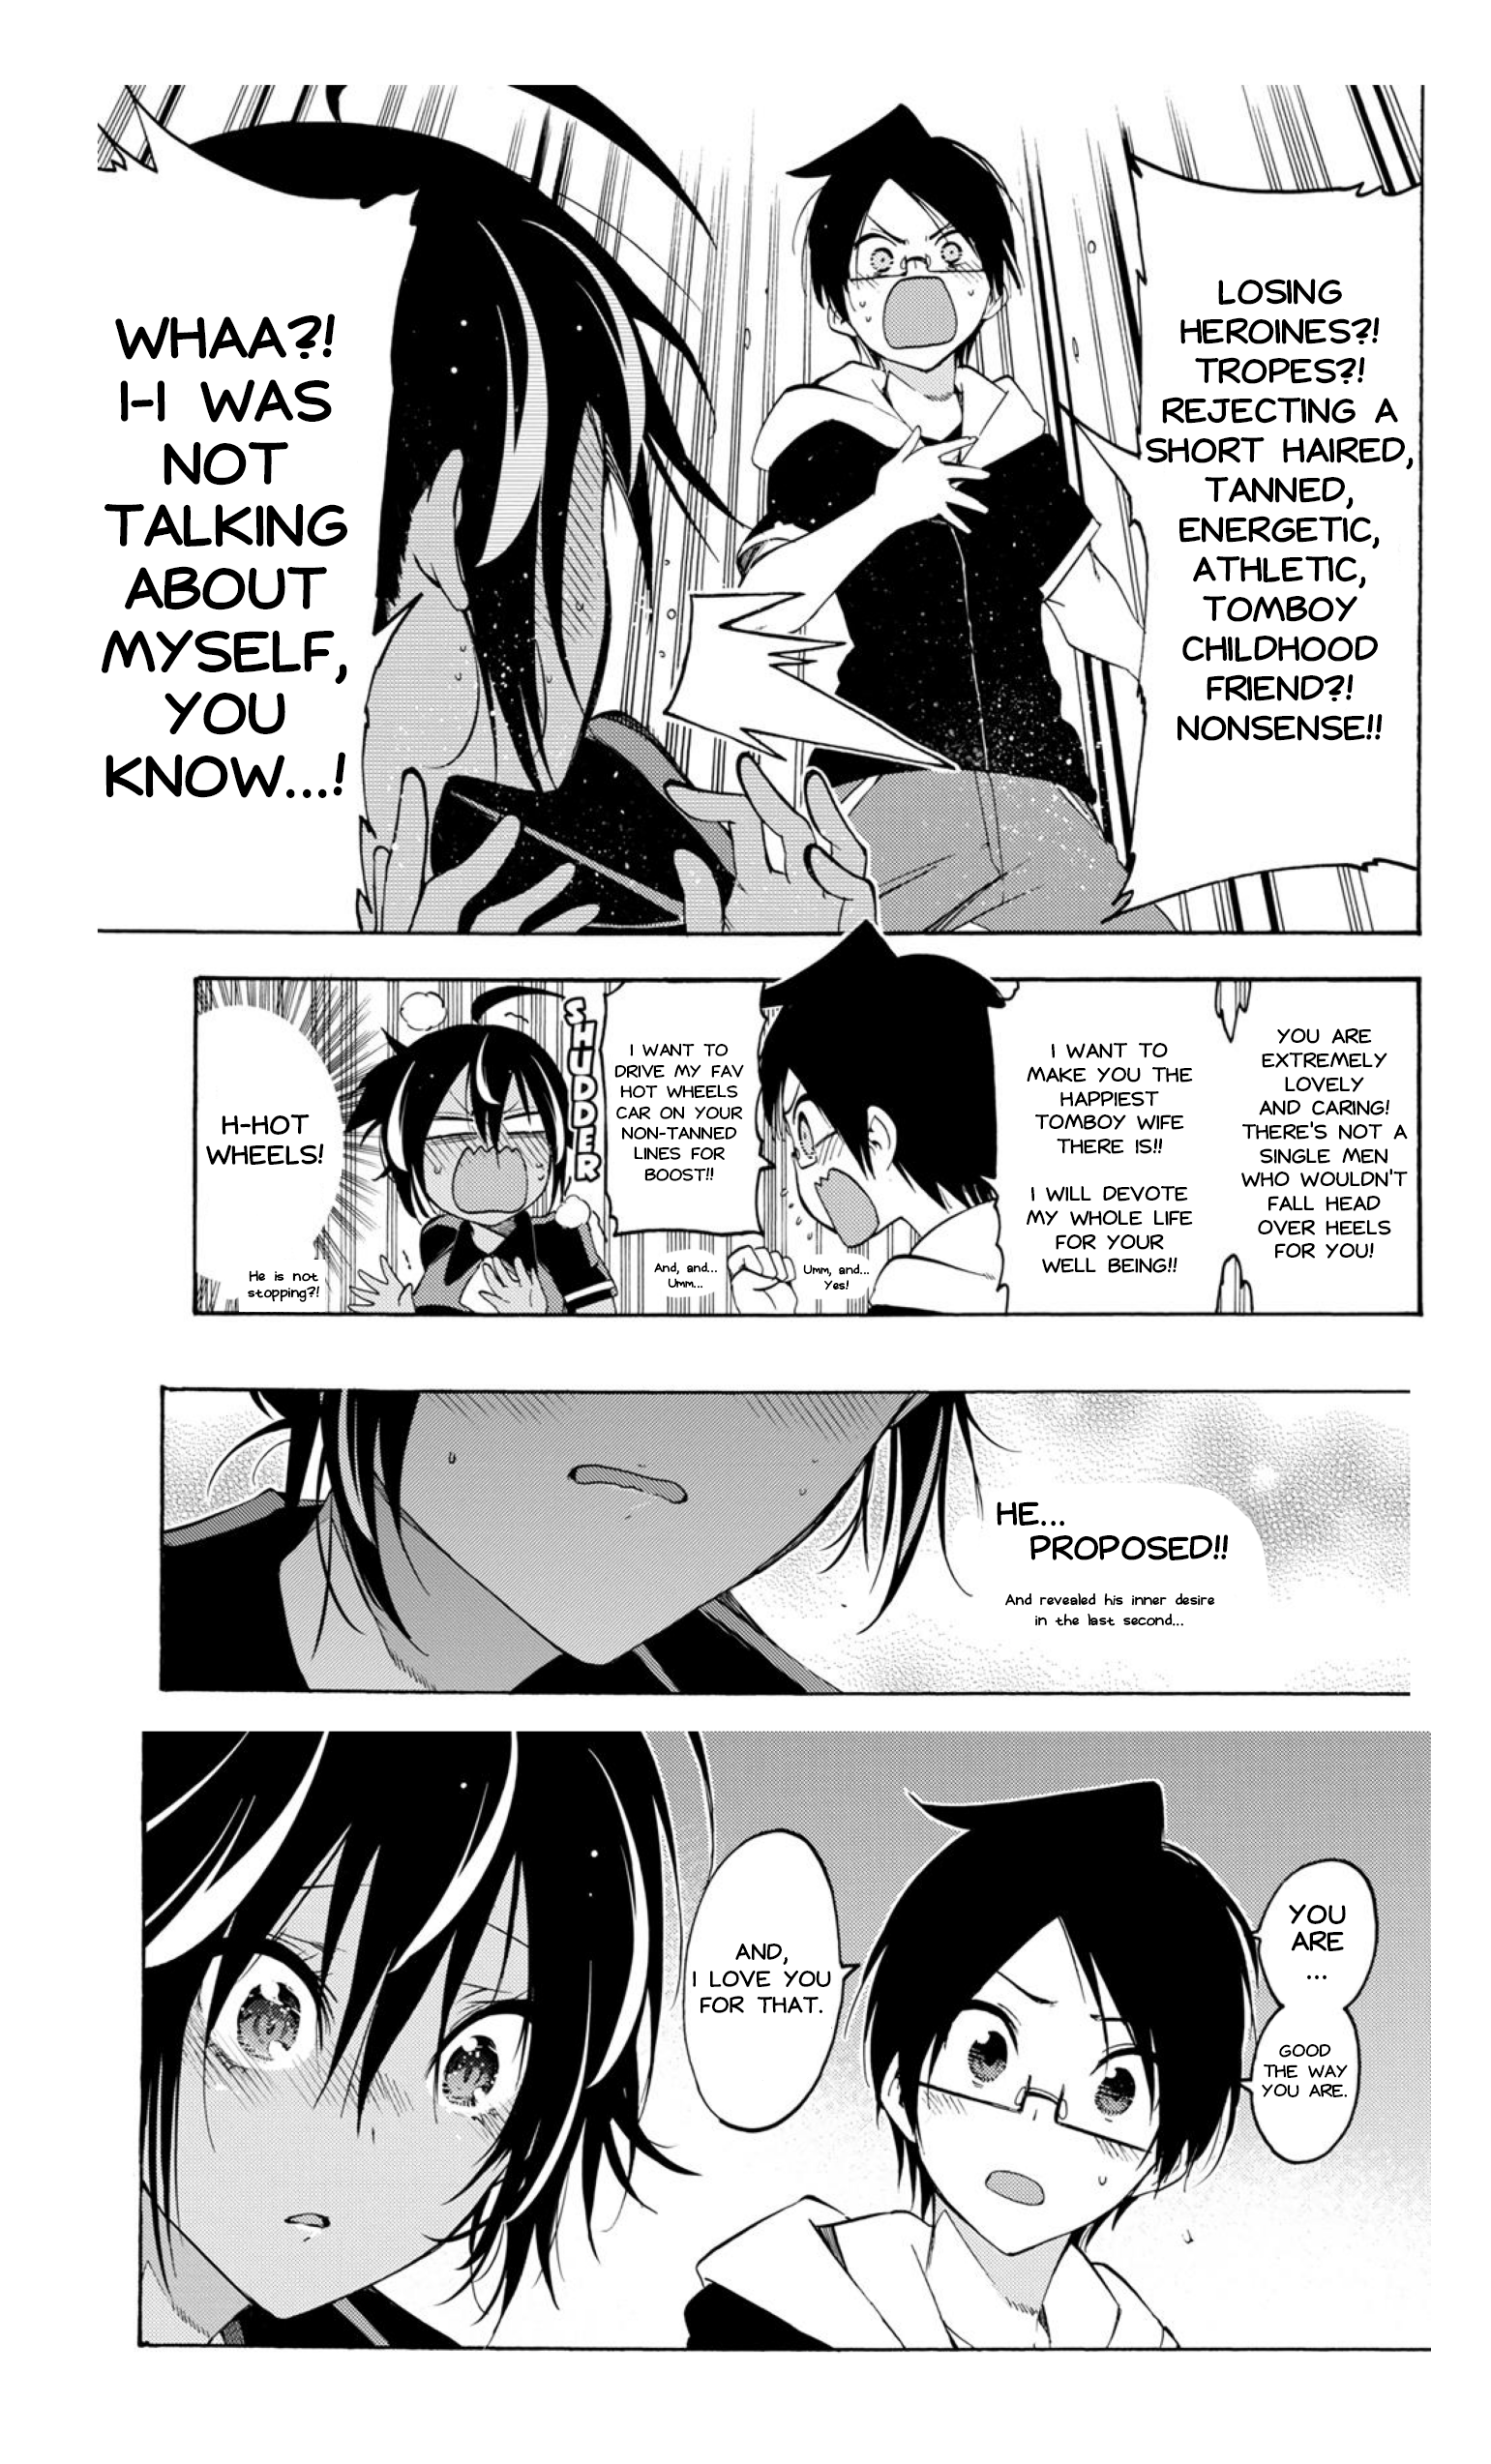 LOSING
HEROINES?!
TROPES?!
REJECTING A
SHORT HAIRED,
TANNED,
ENERGETIC,
ATHLETIC,
TOMBOY
CHILDHOOD
FRIEND?!
NONSENSE!!
WHAA?!
I-I WAS
NOT
TALKING
ABOUT
MYSELF,
YOU
KNOW...!
YOU ARE
EXTREMELY
LOVELY
AND CARING!
THERE'S NOT A
SINGLE MEN
WHO WOULDN'T
FALL HEAD
OVER HEELS
FOR YOU!
I WANT TO
MAKE YOU THE
HAPPIEST
TOMBOY WIFE
THERE IS!!
I WILL DEVOTE
MY WHOLE LIFE
FOR YOUR
WELL BEING!!
Umm, and...
Yes!
I WANT TO
DRIVE MY FAV
HOT WHEELS
CAR ON YOUR
NON-TANNED
LINES FOR
BOOST!!
And, and...
Umm...
SHUDDER
H-HOT
WHEELS!
He is not
stopping?!
HE...
PROPOSED!!
And revealed his inner desire
in the last second...
YOU
ARE
...
GOOD
THE WAY
YOU ARE.
AND,
I LOVE YOU
FOR THAT.